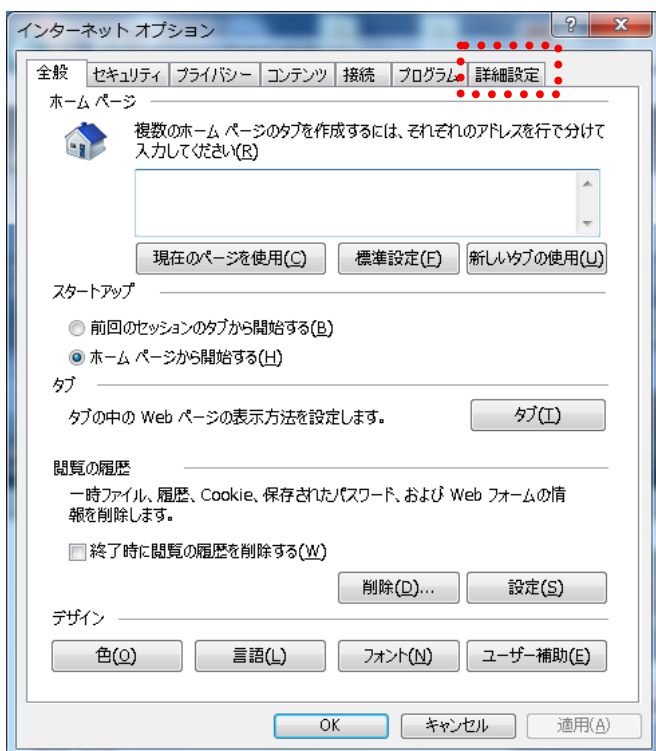 インターネット オプション
全般 セキュリティ プライバシー コンテンツ 接続 プログラム 詳細設定
ホーム ページ
複数のホーム ページのタブを作成するには、それぞれのアドレスを行で分けて
入力してください(R)
現在のページを使用(C) 標準設定(F) 新しいタブの使用(U)
スタートアップ
前回のセッションのタブから開始する(B)
ホーム ページから開始する(H)
タブ
タブの中の Web ページの表示方法を設定します。 タブ(T)
閲覧の履歴
一時ファイル、履歴、Cookie、保存されたパスワード、および Web フォームの情
報を削除します。
終了時に閲覧の履歴を削除する(W)
削除(D)... 設定(S)
デザイン
色(O) 言語(L) フォント(N) ユーザー補助(E)
OK キャンセル 適用(A)